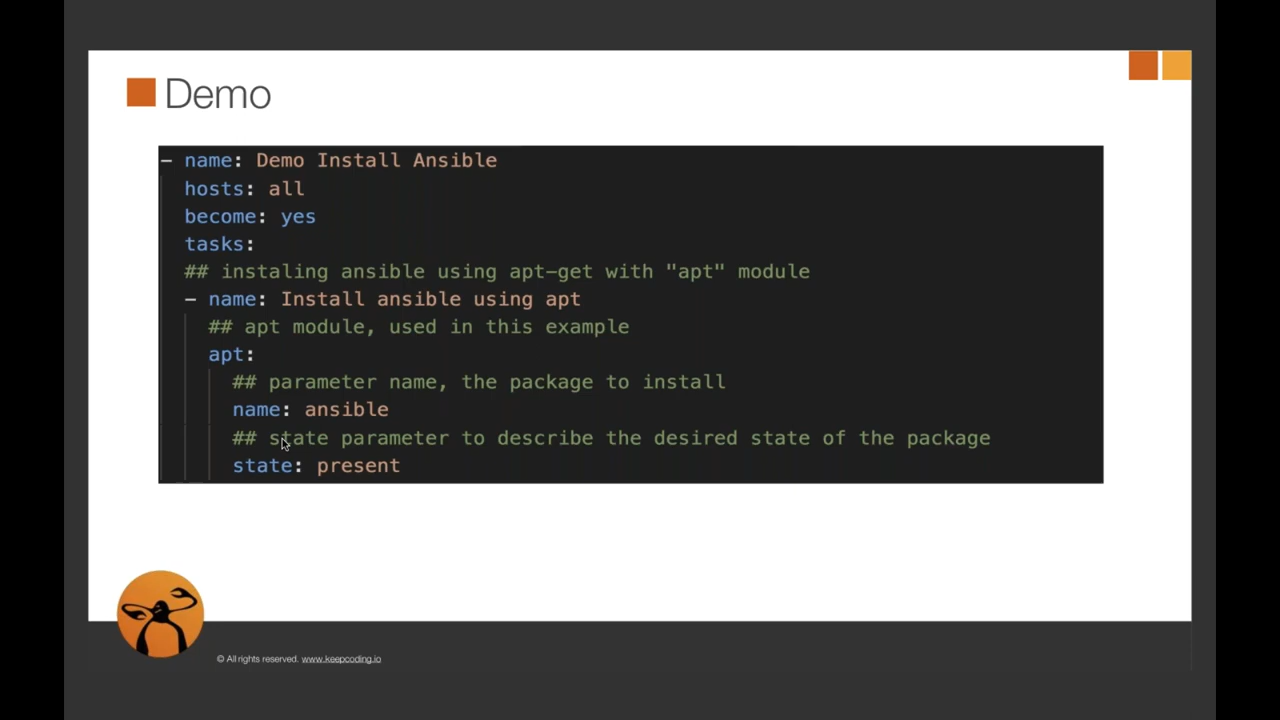 Demo
- name: Demo Install Ansible
hosts: all
become: yes
tasks:
## instaling ansible using apt-get with "apt" module
- name: Install ansible using apt
## apt module, used in this example
apt:
## parameter name, the package to install
name: ansible
## state parameter to describe the desired state of the package
state: present
© All rights reserved. www.keepcoding.io